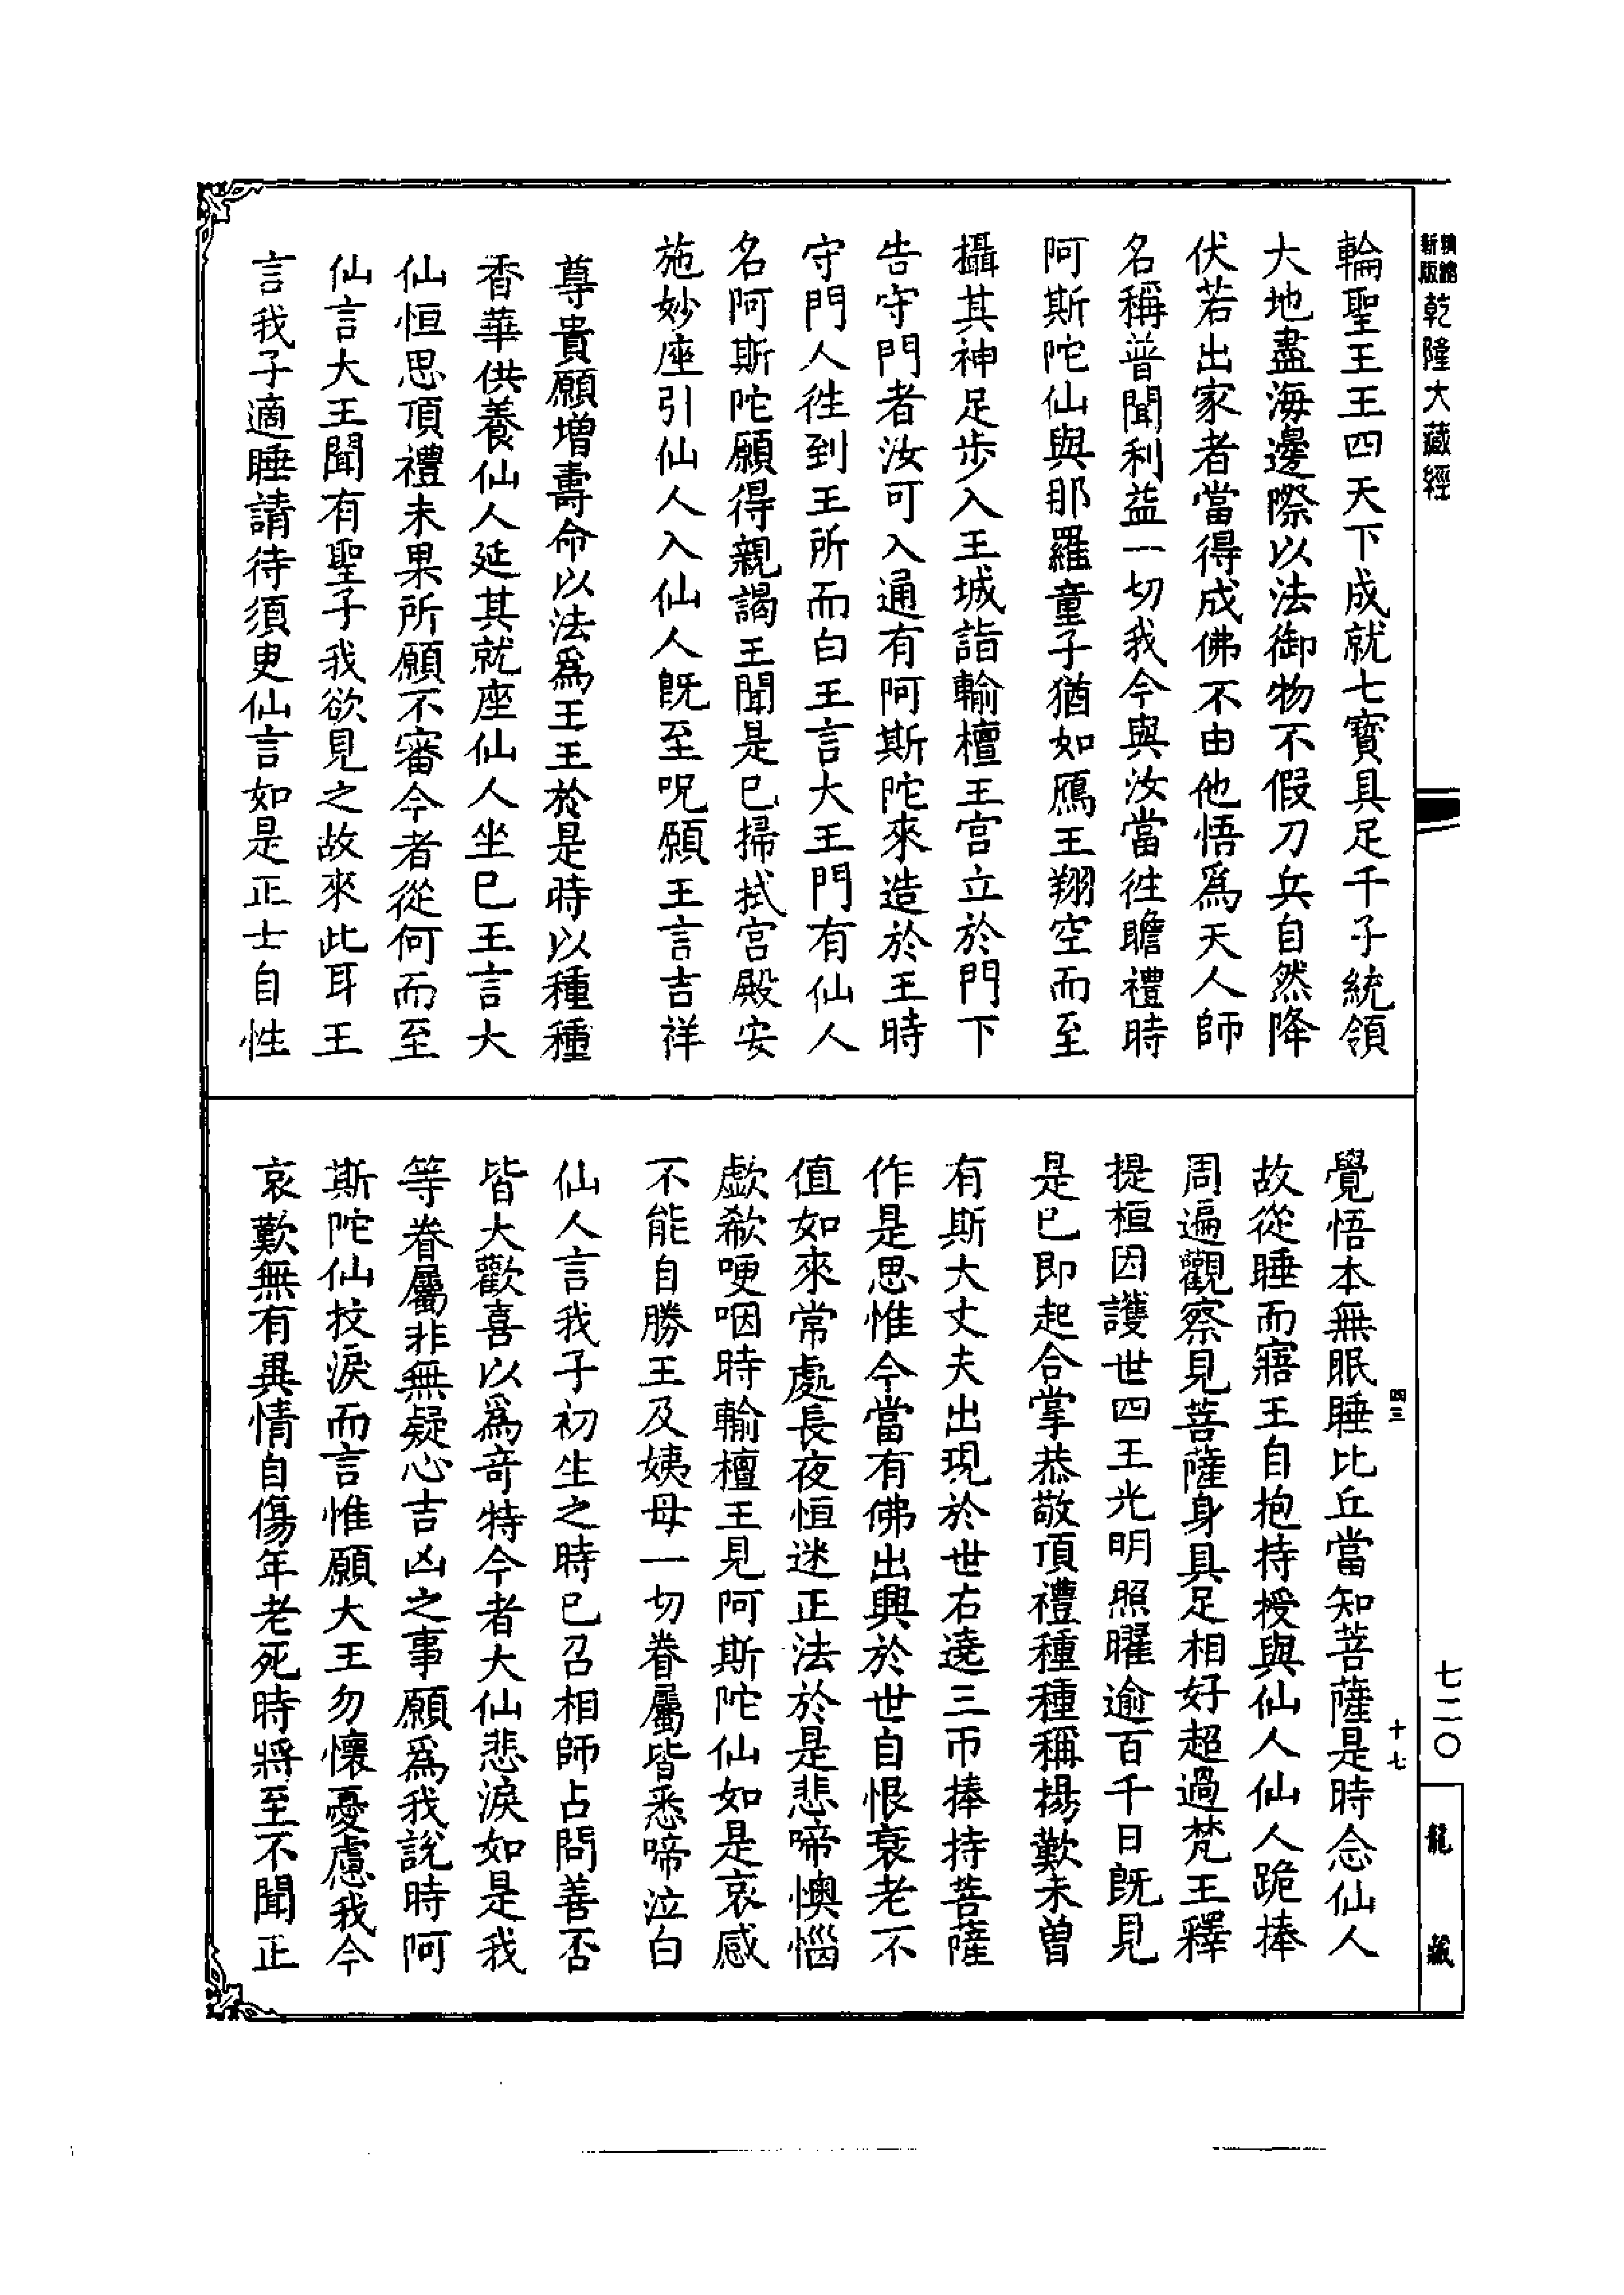 新版精縮乾隆大藏經
輪聖王王四天下成就七寶具足千子統領
大地盡海邊際以法御物不假刀兵自然降
伏若出家者當得成佛不由他悟爲天人師
名稱普聞利益一切我今與汝當徃瞻禮時
阿斯陀仙與那羅童子猶如鴈王翔空而至
攝其神足步入王城詣輸檀王宮立於門下
告守門者汝可入通有阿斯陀來造於王時
守門人徃到王所而白王言大王門有仙人
名阿斯陀願得親謁王聞是已掃拭宮殿安
施妙座引仙人入仙人旣至呪願王言吉祥
尊貴願增壽命以法爲王王於是時以種種
香華供養仙人延其就座仙人坐已王言大
仙恒思頂禮未果所願不審今者從何而至
仙言大王聞有聖子我欲見之故來此耳王
言我子適睡請待須臾仙言如是正士自性
覺悟本無眠睡比丘當知菩薩是時念仙人
故從睡而寤王自抱持授與仙人仙人跪捧
周遍觀察見菩薩身具足相好超過梵王釋
提桓因護世四王光明照曜逾百千日旣見
是已即起合掌恭敬頂禮種種稱揚歎未曾
有斯大丈夫出現於世右遶三帀捧持菩薩
作是思惟今當有佛出興於世自恨衰老不
值如來常處長夜恒迷正法於是悲啼懊惱
歔欷哽咽時輸檀王見阿斯陀仙如是哀感
不能自勝王及姨母一切眷屬皆悉啼泣白
仙人言我子初生之時已召相師占問善否
皆大歡喜以爲奇特今者大仙悲淚如是我
等眷屬非無疑心吉凶之事願爲我說時阿
斯陀仙抆淚而言惟願大王勿懷憂慮我今
哀歎無有異情自傷年老死時將至不聞正
四三
十七
七二〇
龍藏